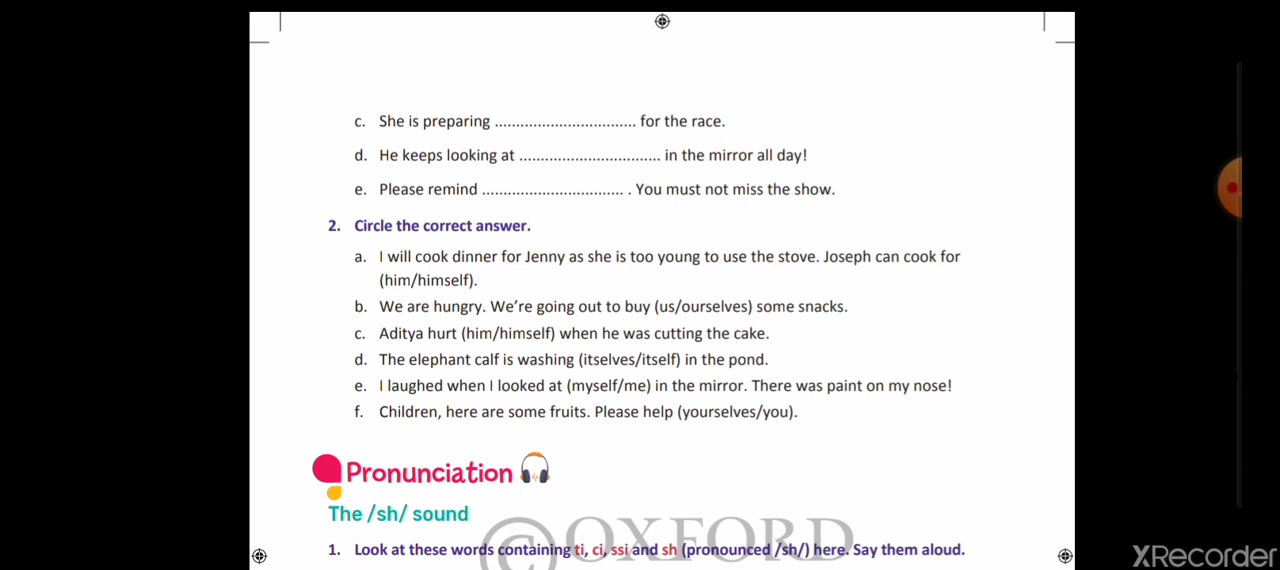 c. She is preparing ................................ for the race.
d. He keeps looking at ................................ in the mirror all day!
e. Please remind ................................ . You must not miss the show.
2. Circle the correct answer.
a. I will cook dinner for Jenny as she is too young to use the stove. Joseph can cook for
(him/himself).
b. We are hungry. We're going out to buy (us/ourselves) some snacks.
c. Aditya hurt (him/himself) when he was cutting the cake.
d. The elephant calf is washing (itselves/itself) in the pond.
e. I laughed when I looked at (myself/me) in the mirror. There was paint on my nose!
f. Children, here are some fruits. Please help (yourselves/you).
Pronunciation
The /sh/ sound
© OXFORD
1. Look at these words containing ti, ci, ssi and sh (pronounced /sh/) here. Say them aloud.
XRecorder